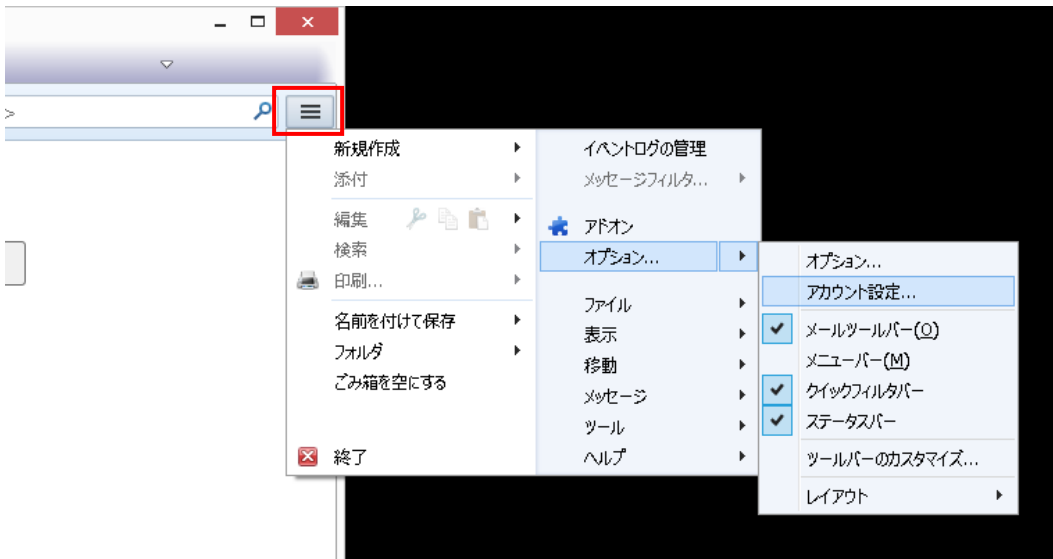 >
新規作成
添付
編集
検索
印刷...
名前を付けて保存
フォルダ
ごみ箱を空にする
終了
イベントログの管理
メッセージフィルタ...
アドオン
オプション...
ファイル
表示
移動
メッセージ
ツール
ヘルプ
オプション...
アカウント設定...
メールツールバー(O)
メニューバー(M)
クイックフィルタバー
ステータスバー
ツールバーのカスタマイズ...
レイアウト